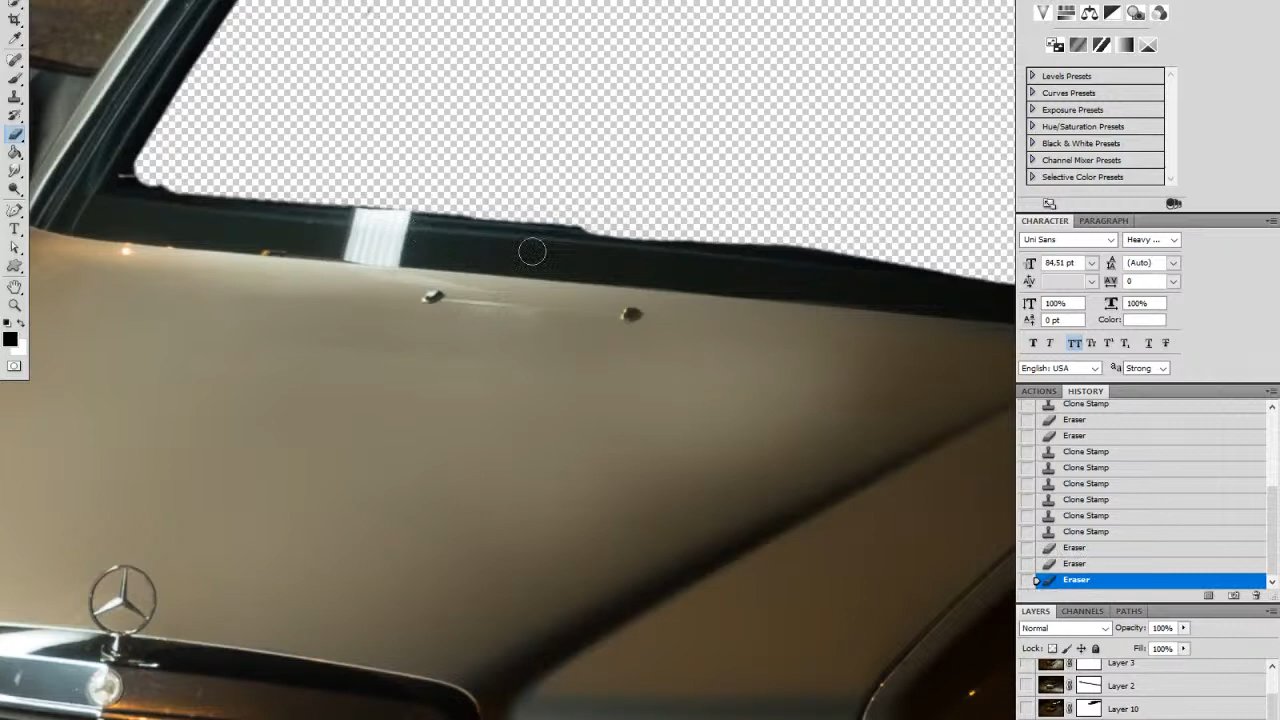 Levels Presets
Curves Presets
Exposure Presets
Hue/Saturation Presets
Black & White Presets
Channel Mixer Presets
Selective Color Presets
CHARACTER PARAGRAPH
Uni Sans Heavy ...
84.51 pt (Auto)
0
100% 100%
0 pt Color:
English: USA Strong
ACTIONS HISTORY
Clone Stamp
Eraser
Eraser
Clone Stamp
Clone Stamp
Clone Stamp
Clone Stamp
Clone Stamp
Clone Stamp
Eraser
Eraser
Eraser
LAYERS CHANNELS PATHS
Normal Opacity: 100%
Lock: Fill: 100%
Layer 3
Layer 2
Layer 10